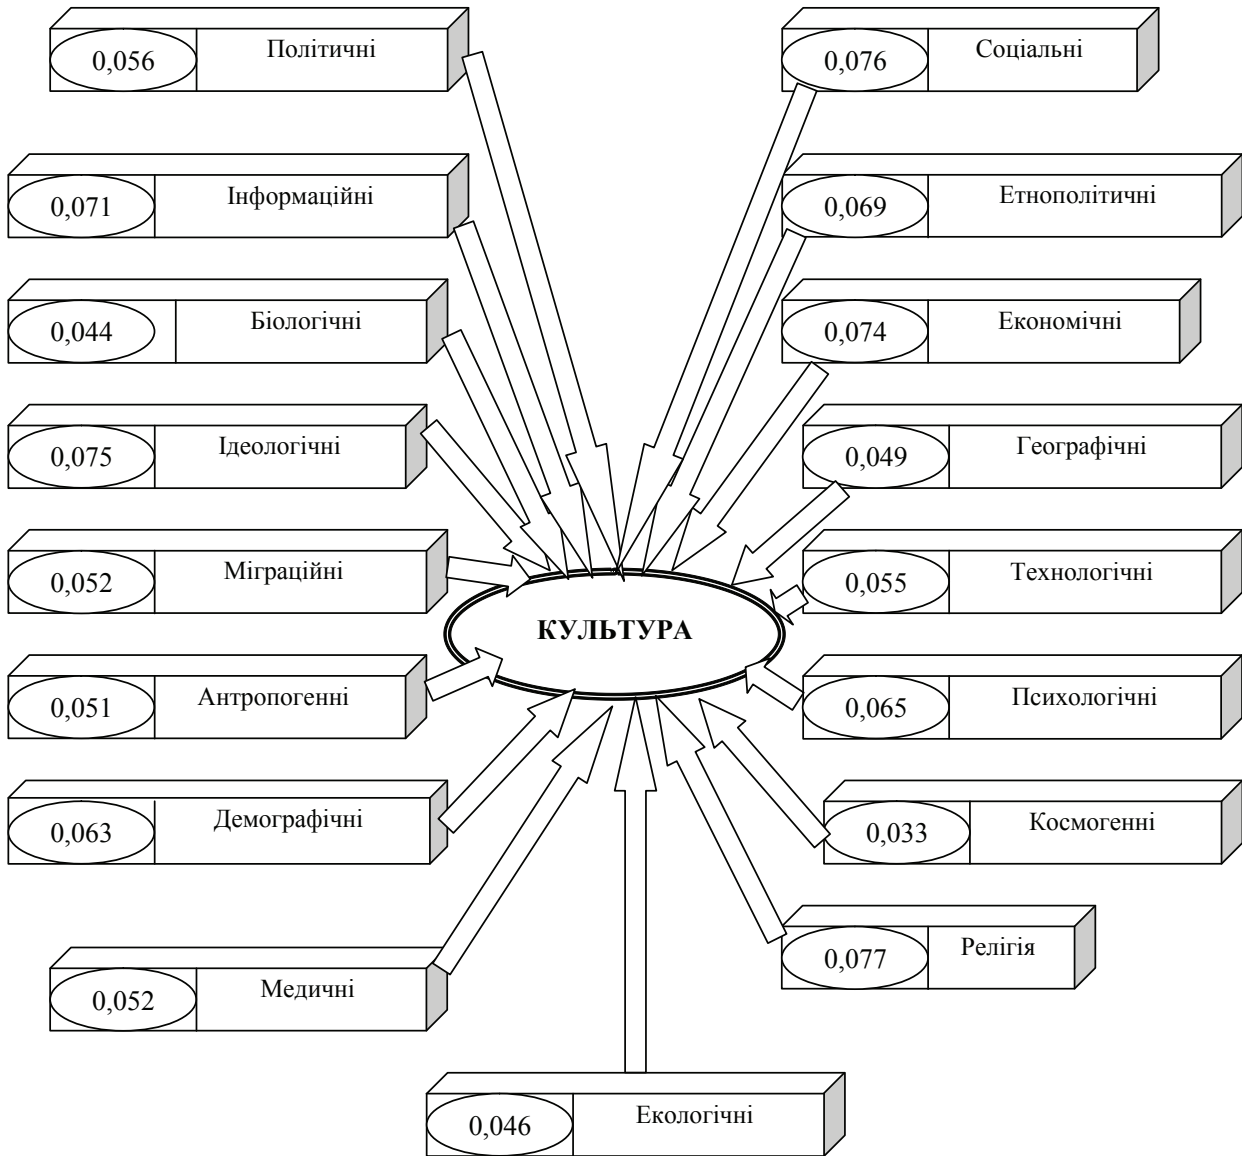 0,056 Політичні
0,076 Соціальні
0,071 Інформаційні
0,069 Етнополітичні
0,044 Біологічні
0,074 Економічні
0,075 Ідеологічні
0,049 Географічні
0,052 Міграційні
0,055 Технологічні
КУЛЬТУРА
0,051 Антропогенні
0,065 Психологічні
0,063 Демографічні
0,033 Космогенні
0,077 Релігія
0,052 Медичні
0,046 Екологічні